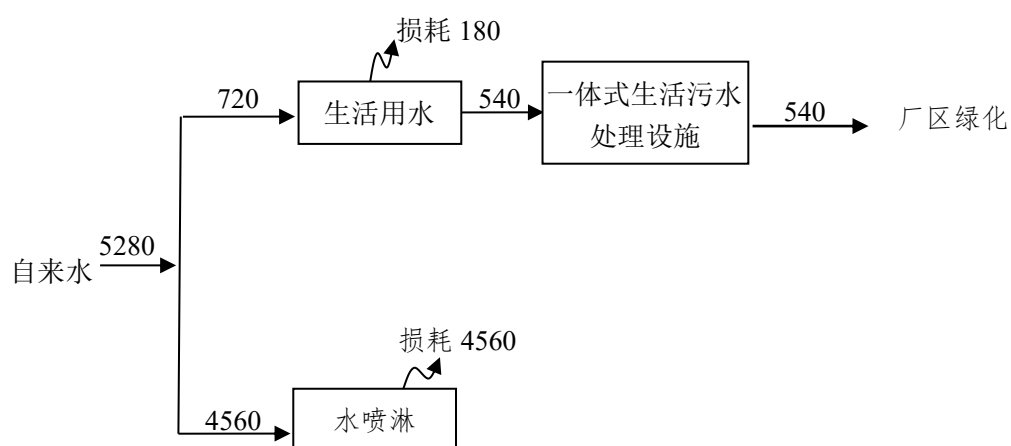 损耗 180
720
生活用水
540
一体式生活污水
处理设施
540
厂区绿化
自来水
5280
损耗 4560
4560
水喷淋